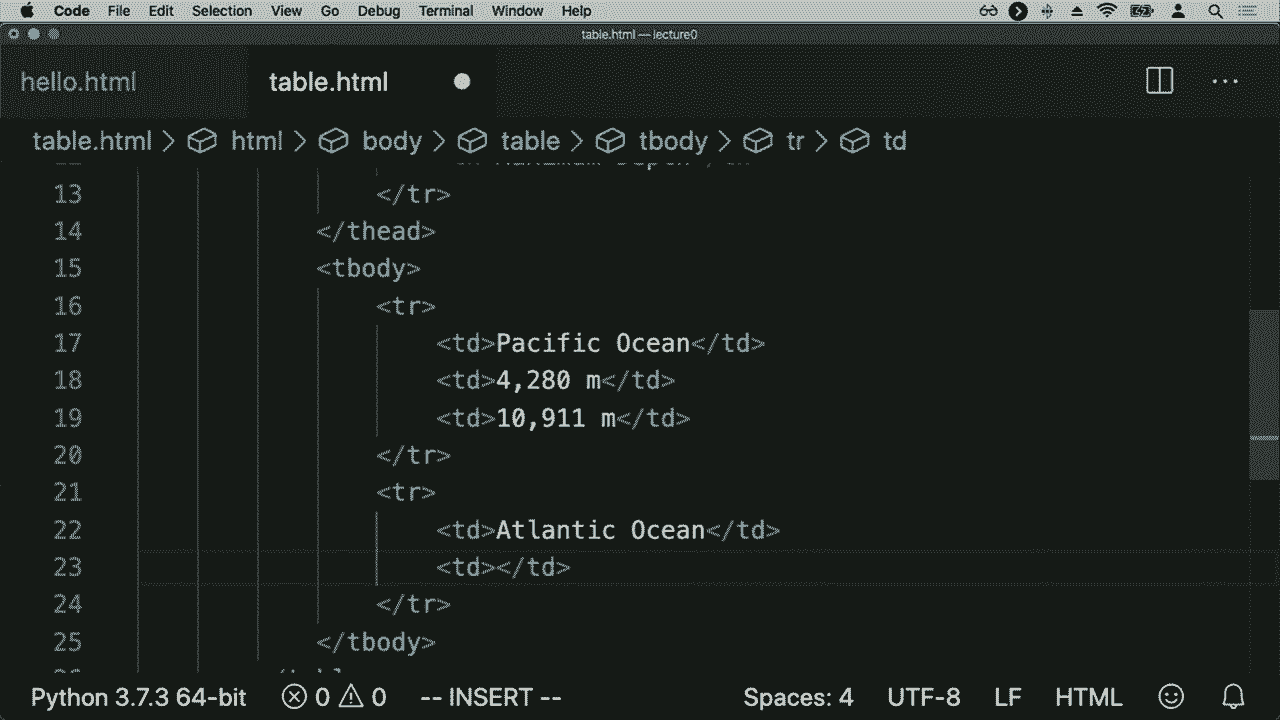 Code File Edit Selection View Go Debug Terminal Window Help
table.html — lecture0
hello.html table.html
table.html > html > body > table > tbody > tr > td
13 </tr>
14 </thead>
15 <tbody>
16 <tr>
17 <td>Pacific Ocean</td>
18 <td>4,280 m</td>
19 <td>10,911 m</td>
20 </tr>
21 <tr>
22 <td>Atlantic Ocean</td>
23 <td></td>
24 </tr>
25 </tbody>
Python 3.7.3 64-bit 0 0 -- INSERT -- Spaces: 4 UTF-8 LF HTML